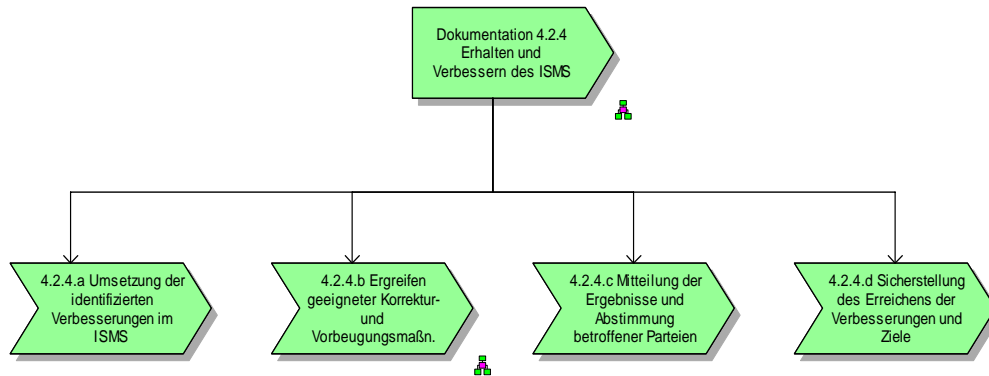 Dokumentation 4.2.4
Erhalten und
Verbessern des ISMS
4.2.4.a Umsetzung der
identifizierten
Verbesserungen im
ISMS
4.2.4.b Ergreifen
geeigneter Korrektur-
und
Vorbeugungsmaßn.
4.2.4.c Mitteilung der
Ergebnisse und
Abstimmung
betroffener Parteien
4.2.4.d Sicherstellung
des Erreichens der
Verbesserungen und
Ziele